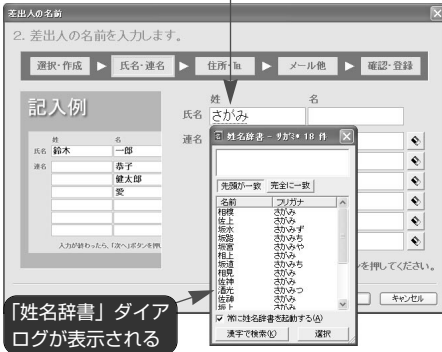 差出人の名前
2. 差出人の名前を入力します。
選択・作成 ▶ 氏名・連名 ▶ 住所・℡ ▶ メール他 ▶ 確認・登録
記入例
姓 名
氏名 鈴木 一郎
連名 恭子
健太郎
愛
人力が終わったら、「次へ」ボタンを押し
姓 名
氏名 さがみ
連名
姓名辞書 - サガミ* 18 件
先頭が一致 完全に一致
名前 フリガナ
相模 さがみ
佐上 さがみ
坂水 さがみず
坂路 さがみち
坂宮 さがみや
相上 さがみ
坂道 さがみち
相見 さがみ
佐神 さがみ
酒光 さがみつ
佐頭 さがみ
坂上 さがみ
常に姓名辞書を起動する(A)
漢字で検索(K) 選択
を押してください。
キャンセル
「姓名辞書」ダイア
ログが表示される